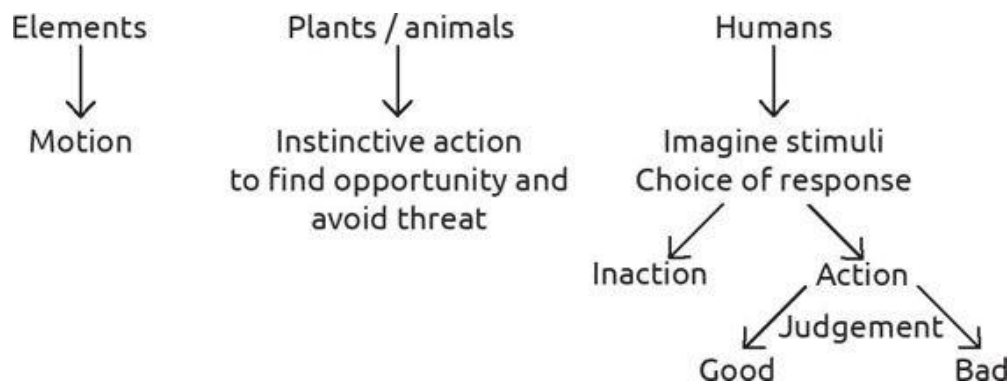 Elements
Plants / animals
Humans
Motion
Instinctive action
to find opportunity and
avoid threat
Imagine stimuli
Choice of response
Inaction
Action
Judgement
Good
Bad